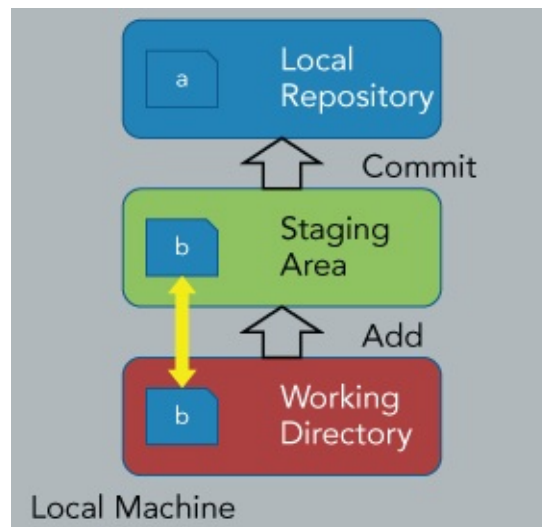 a
Local
Repository
Commit
b
Staging
Area
Add
b
Working
Directory
Local Machine